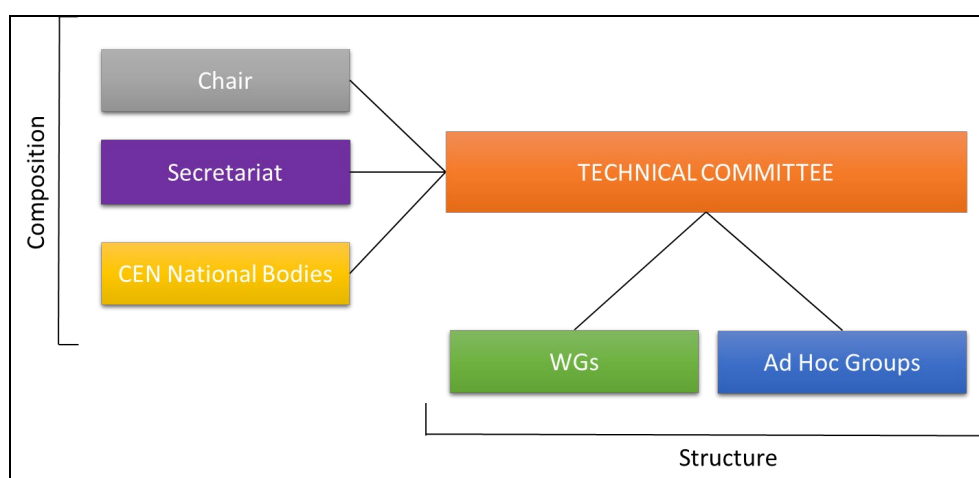 Composition
Chair
Secretariat
CEN National Bodies
TECHNICAL COMMITTEE
WGs
Ad Hoc Groups
Structure